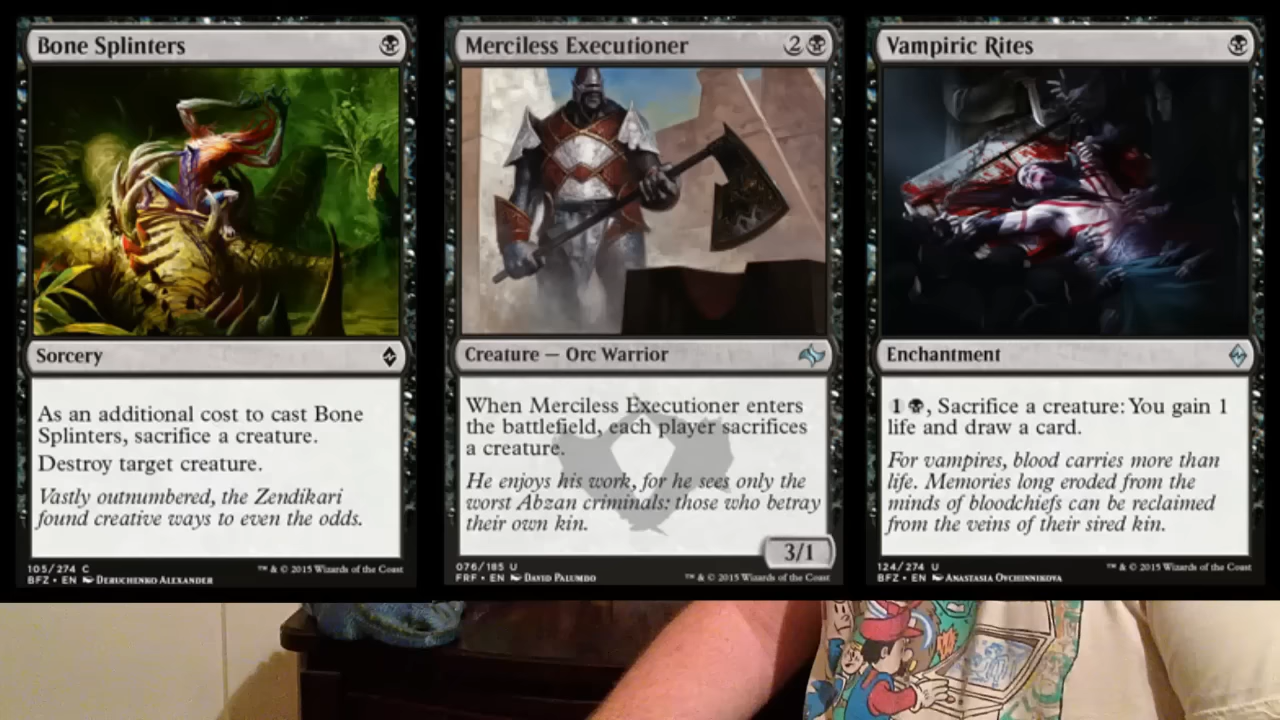 Bone Splinters
Sorcery
As an additional cost to cast Bone
Splinters, sacrifice a creature.
Destroy target creature.
Vastly outnumbered, the Zendikari
found creative ways to even the odds.
105/274 C
BFZ • EN DERUCHENKO ALEXANDER
™ & © 2015 Wizards of the Coast
Merciless Executioner 2
Creature — Orc Warrior
When Merciless Executioner enters
the battlefield, each player sacrifices
a creature.
He enjoys his work, for he sees only the
worst Abzan criminals: those who betray
their own kin.
3/1
076/185 U
FRF • EN DAVID PALUMBO
™ & © 2015 Wizards of the Coast
Vampiric Rites
Enchantment
1 , Sacrifice a creature: You gain 1
life and draw a card.
For vampires, blood carries more than
life. Memories long eroded from the
minds of bloodchiefs can be reclaimed
from the veins of their sired kin.
124/274 U
BFZ • EN ANASTASIA OVCHINNIKOVA
™ & © 2015 Wizards of the Coast